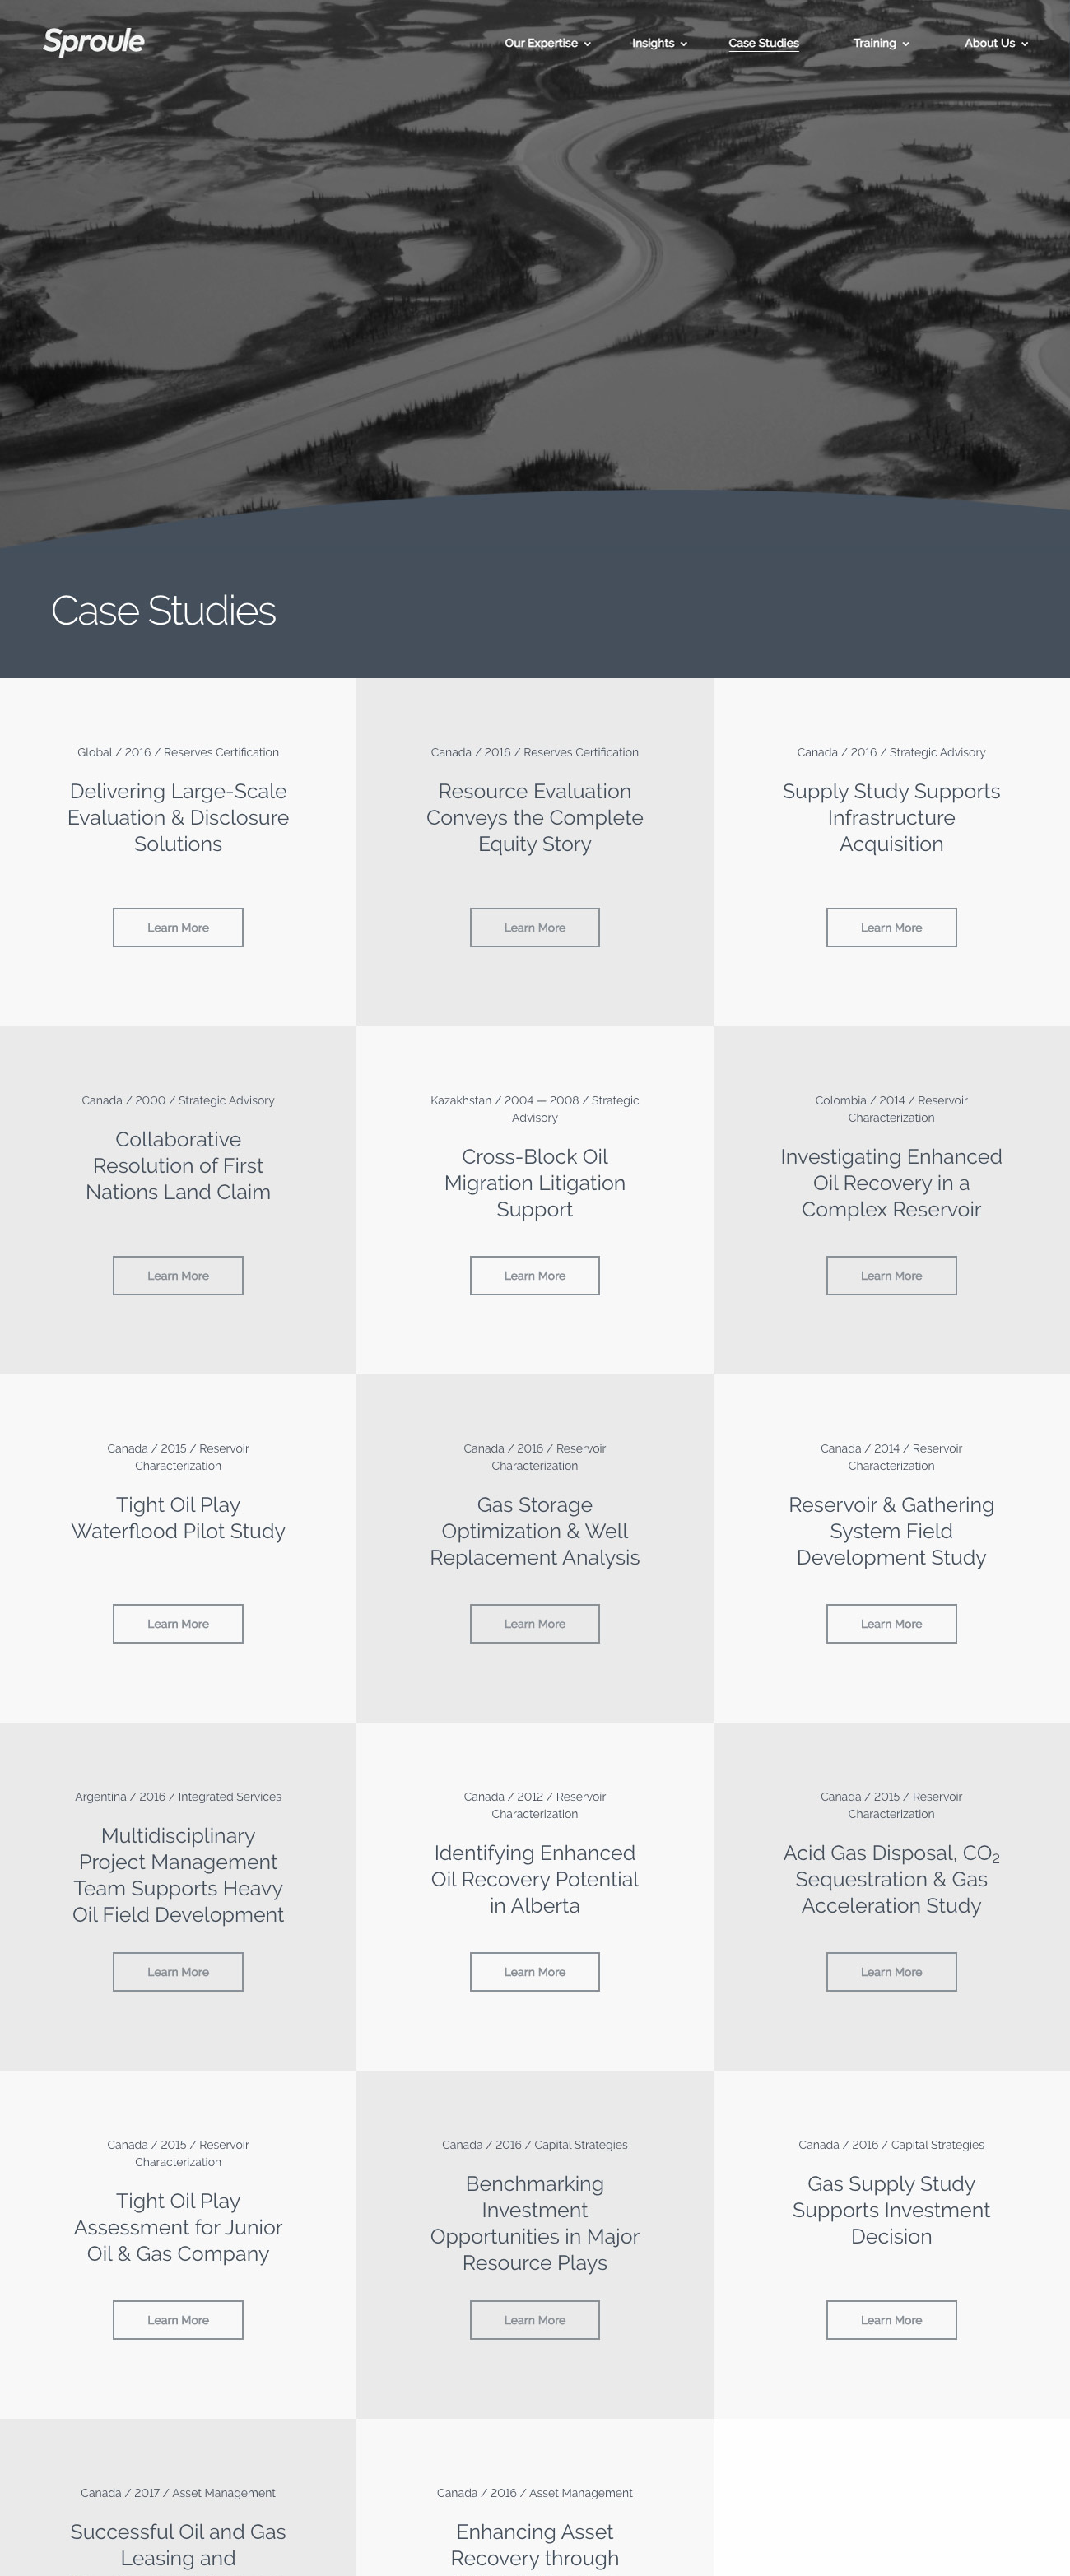 Sproule
Our Expertise
Insights
Case Studies
Training
About Us
Case Studies
Global / 2016 / Reserves Certification
Delivering Large-Scale
Evaluation & Disclosure
Solutions
Learn More
Canada / 2016 / Reserves Certification
Resource Evaluation
Conveys the Complete
Equity Story
Learn More
Canada / 2016 / Strategic Advisory
Supply Study Supports
Infrastructure
Acquisition
Learn More
Canada / 2000 / Strategic Advisory
Collaborative
Resolution of First
Nations Land Claim
Learn More
Kazakhstan / 2004 — 2008 / Strategic
Advisory
Cross-Block Oil
Migration Litigation
Support
Learn More
Colombia / 2014 / Reservoir
Characterization
Investigating Enhanced
Oil Recovery in a
Complex Reservoir
Learn More
Canada / 2015 / Reservoir
Characterization
Tight Oil Play
Waterflood Pilot Study
Learn More
Canada / 2016 / Reservoir
Characterization
Gas Storage
Optimization & Well
Replacement Analysis
Learn More
Canada / 2014 / Reservoir
Characterization
Reservoir & Gathering
System Field
Development Study
Learn More
Argentina / 2016 / Integrated Services
Multidisciplinary
Project Management
Team Supports Heavy
Oil Field Development
Learn More
Canada / 2012 / Reservoir
Characterization
Identifying Enhanced
Oil Recovery Potential
in Alberta
Learn More
Canada / 2015 / Reservoir
Characterization
Acid Gas Disposal, CO₂
Sequestration & Gas
Acceleration Study
Learn More
Canada / 2015 / Reservoir
Characterization
Tight Oil Play
Assessment for Junior
Oil & Gas Company
Learn More
Canada / 2016 / Capital Strategies
Benchmarking
Investment
Opportunities in Major
Resource Plays
Learn More
Canada / 2016 / Capital Strategies
Gas Supply Study
Supports Investment
Decision
Learn More
Canada / 2017 / Asset Management
Successful Oil and Gas
Leasing and
Canada / 2016 / Asset Management
Enhancing Asset
Recovery through